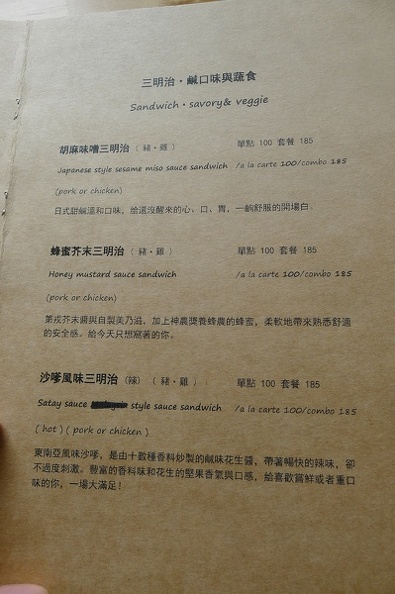 三明治・鹹口味與蔬食
Sandwich・savory& veggie
胡麻味噌三明治（豬・雞） 單點 100 套餐 185
Japanese style sesame miso sauce sandwich /a la carte 100/combo 185
(pork or chicken)
日式甜鹹溫和口味，給還沒醒來的心、口、胃，一齣舒服的開場白。
蜂蜜芥末三明治（豬・雞） 單點 100 套餐 185
Honey mustard sauce sandwich /a la carte 100/combo 185
(pork or chicken)
第戎芥末醬與自製美乃滋、加上神農獎養蜂農的蜂蜜，柔軟地帶來熟悉舒適
的安全感。給今天只想窩著的你。
沙嗲風味三明治（辣）（豬・雞） 單點 100 套餐 185
Satay sauce style sauce sandwich /a la carte 100/combo 185
( hot ) ( pork or chicken )
東南亞風味沙嗲，是由十數種香料炒製的鹹味花生醬，帶著暢快的辣味，卻
不過度刺激。豐富的香料味和花生的堅果香氣與口感，給喜歡嘗鮮或者重口
味的你，一場大滿足！